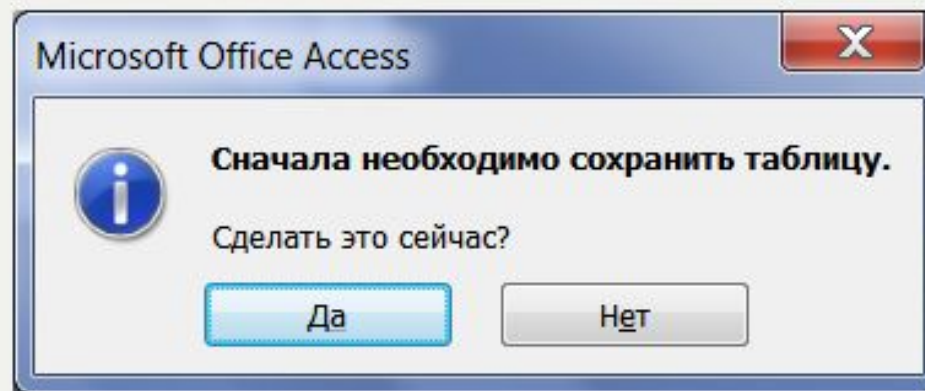 Microsoft Office Access
Сначала необходимо сохранить таблицу.
Сделать это сейчас?
Да
Нет